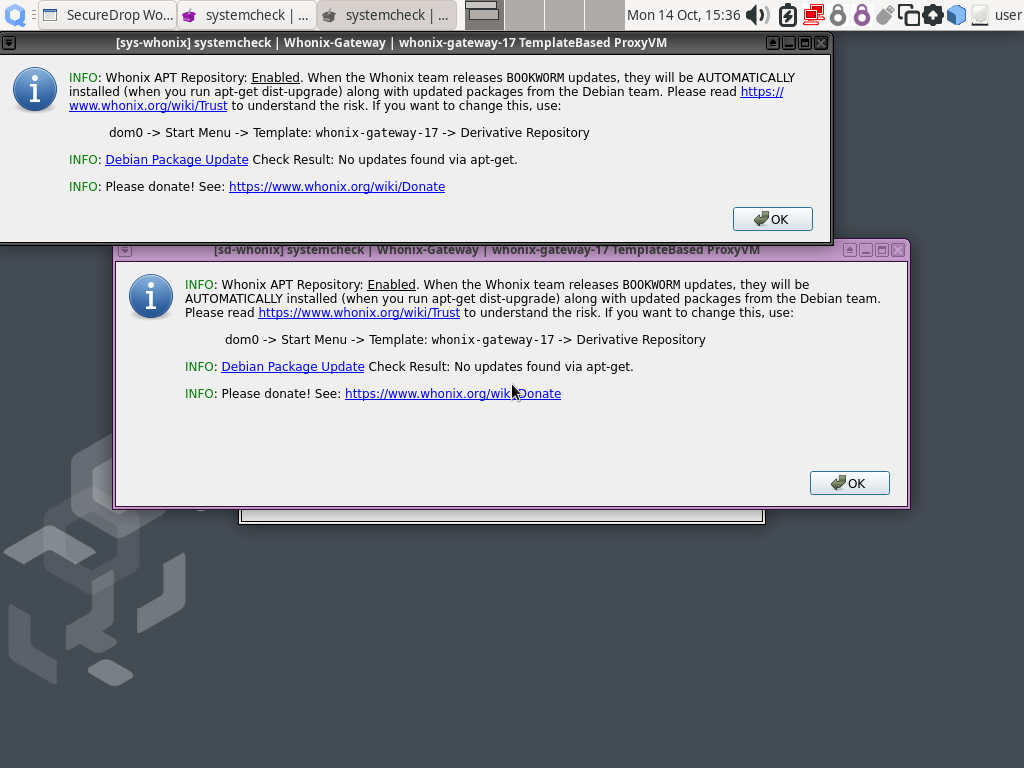 SecureDrop Wo...
systemcheck | ...
systemcheck | ...
Mon 14 Oct, 15:36
user
[sys-whonix] systemcheck | Whonix-Gateway | whonix-gateway-17 TemplateBased ProxyVM
INFO: Whonix APT Repository: Enabled. When the Whonix team releases BOOKWORM updates, they will be AUTOMATICALLY
installed (when you run apt-get dist-upgrade) along with updated packages from the Debian team. Please read https://
www.whonix.org/wiki/Trust to understand the risk. If you want to change this, use:
dom0 -> Start Menu -> Template: whonix-gateway-17 -> Derivative Repository
INFO: Debian Package Update Check Result: No updates found via apt-get.
INFO: Please donate! See: https://www.whonix.org/wiki/Donate
OK
[sd-whonix] systemcheck | Whonix-Gateway | whonix-gateway-17 TemplateBased ProxyVM
INFO: Whonix APT Repository: Enabled. When the Whonix team releases BOOKWORM updates, they will be
AUTOMATICALLY installed (when you run apt-get dist-upgrade) along with updated packages from the Debian team.
Please read https://www.whonix.org/wiki/Trust to understand the risk. If you want to change this, use:
dom0 -> Start Menu -> Template: whonix-gateway-17 -> Derivative Repository
INFO: Debian Package Update Check Result: No updates found via apt-get.
INFO: Please donate! See: https://www.whonix.org/wiki/Donate
OK